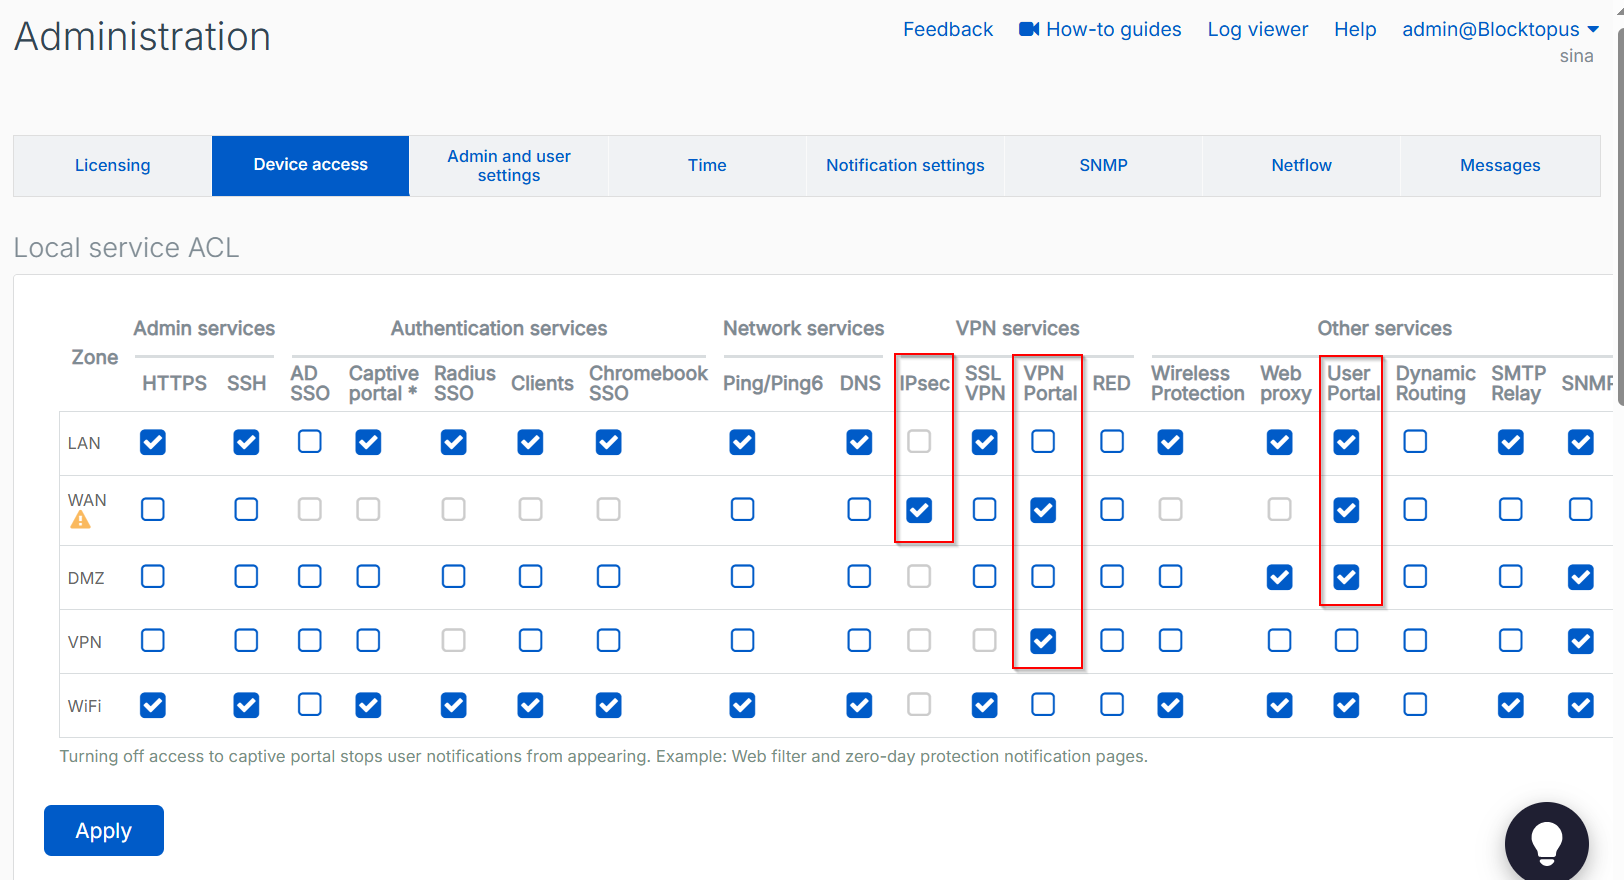 Administration
Feedback How-to guides Log viewer Help admin@Blocktopus
sina
Licensing Device access Admin and user settings Time Notification settings SNMP Netflow Messages
Local service ACL
Zone Admin services Authentication services Network services VPN services Other services
HTTPS SSH AD SSO Captive portal * Radius SSO Clients Chromebook SSO Ping/Ping6 DNS IPsec SSL VPN VPN Portal RED Wireless Protection Web proxy User Portal Dynamic Routing SMTP Relay SNMP
LAN
WAN
DMZ
VPN
WiFi
Turning off access to captive portal stops user notifications from appearing. Example: Web filter and zero-day protection notification pages.
Apply